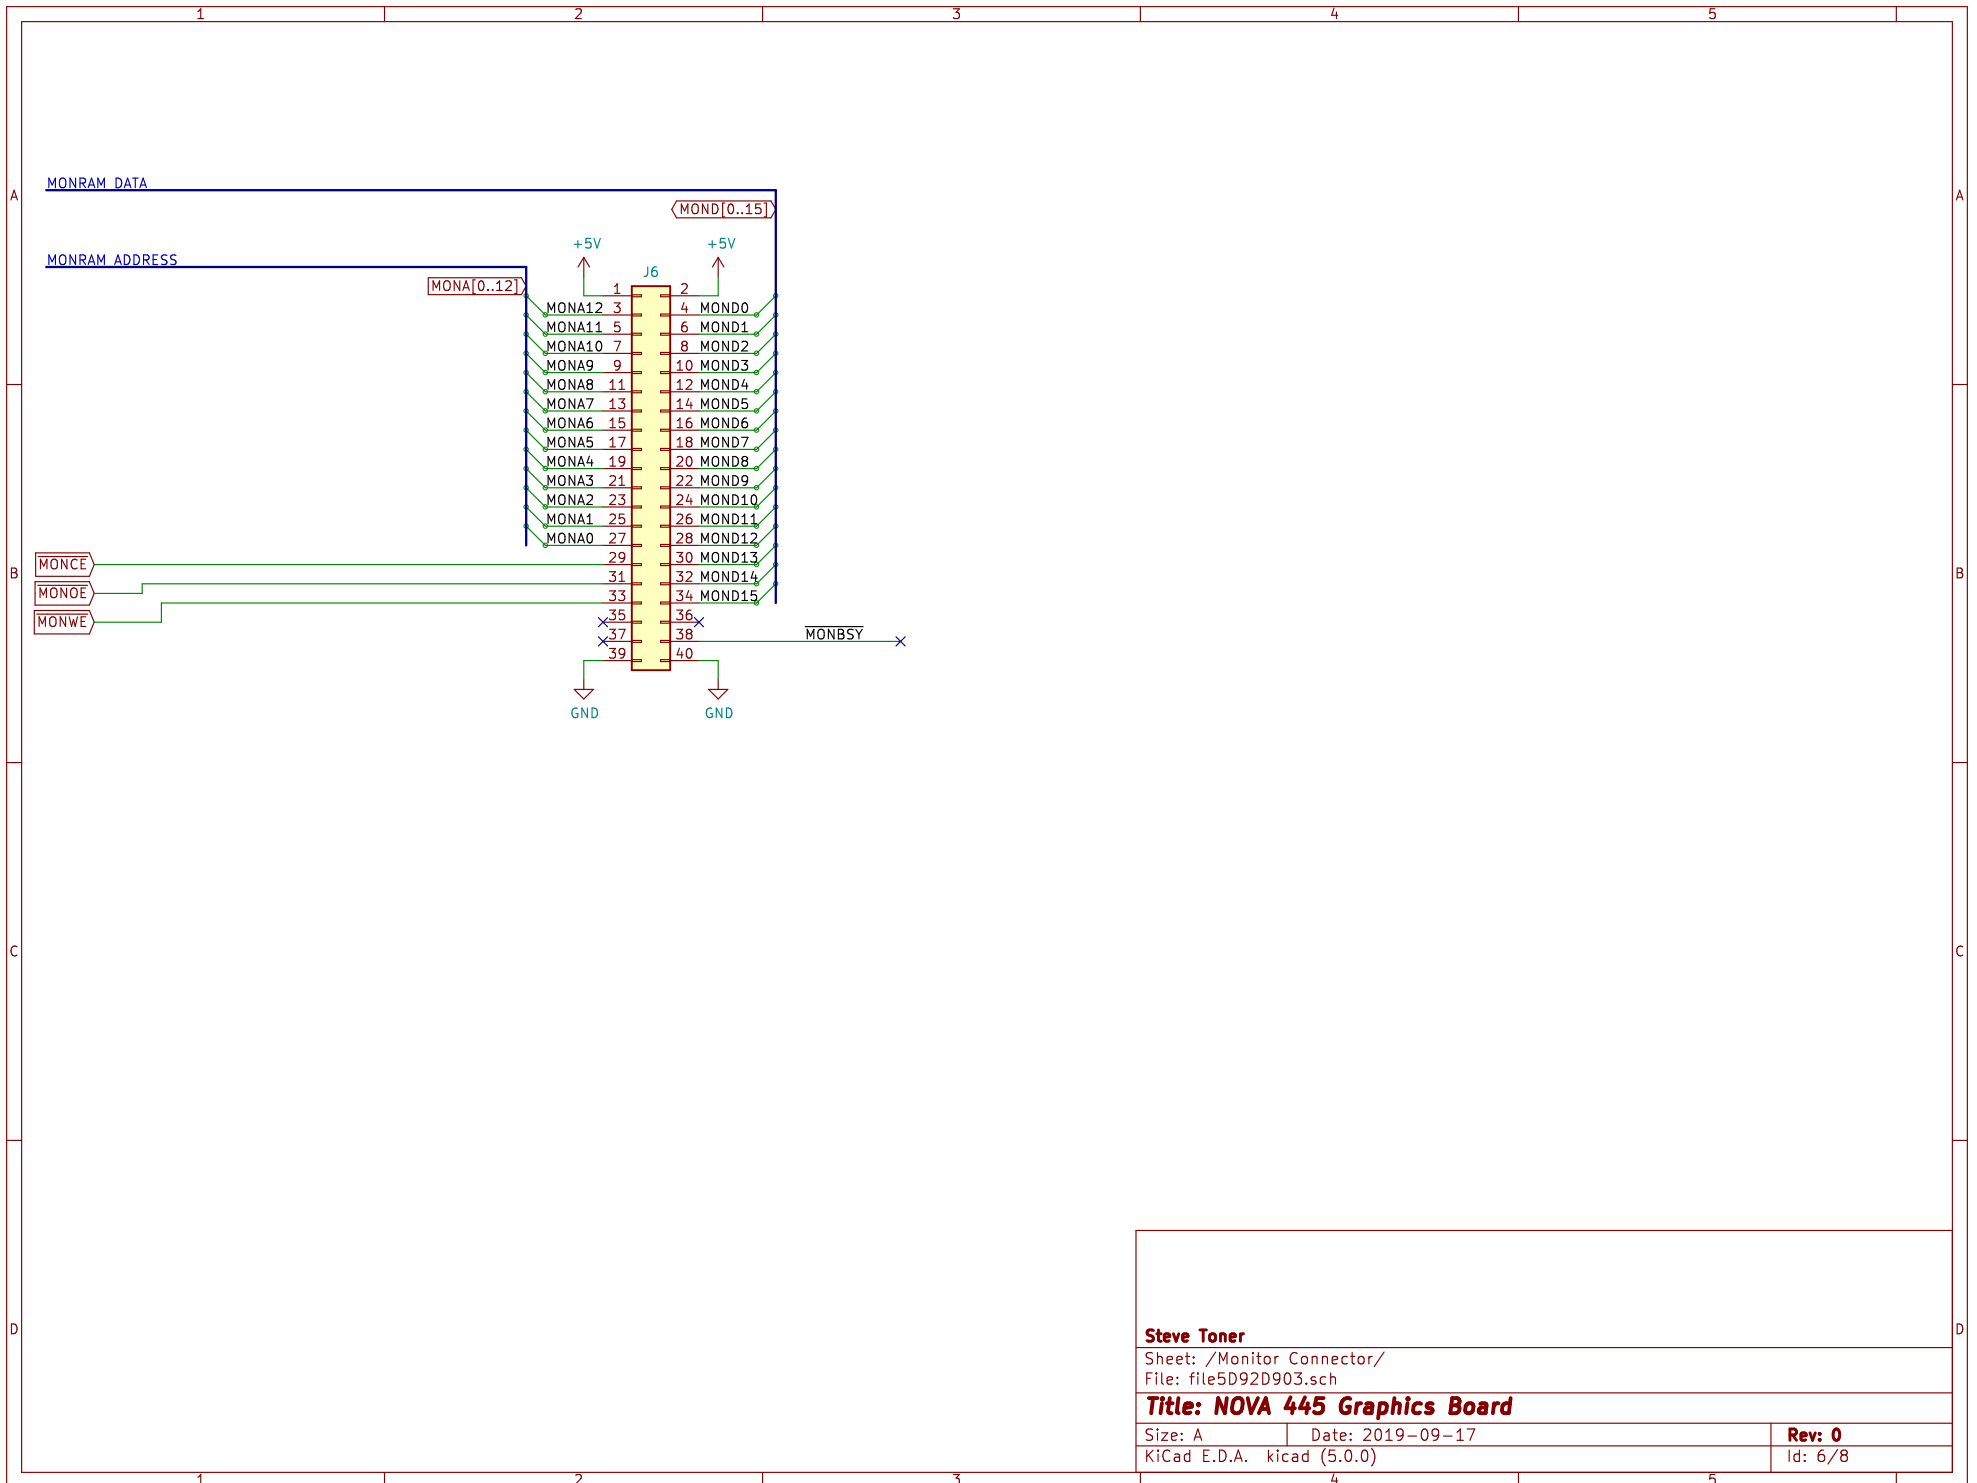 1 2 3 4 5
MONRAM DATA
A A
MOND[0..15]
+5V +5V
MONRAM ADDRESS
J6
MONA[0..12]
1 2
MONA12 3 4 MOND0
MONA11 5 6 MOND1
MONA10 7 8 MOND2
MONA9 9 10 MOND3
MONA8 11 12 MOND4
MONA7 13 14 MOND5
MONA6 15 16 MOND6
MONA5 17 18 MOND7
MONA4 19 20 MOND8
MONA3 21 22 MOND9
MONA2 23 24 MOND10
MONA1 25 26 MOND11
MONA0 27 28 MOND12
MONCE 29 30 MOND13
B B
31 32 MOND14
MONOE
33 34 MOND15
MONWE 35 36
37 38 MONBSY
39 40
GND GND
C C
D D
Steve Toner
Sheet: /Monitor Connector/
File: file5D92D903.sch
Title: NOVA 445 Graphics Board
Size: A Date: 2019-09-17 Rev: 0
KiCad E.D.A. kicad (5.0.0) Id: 6/8
1 2 3 4 5